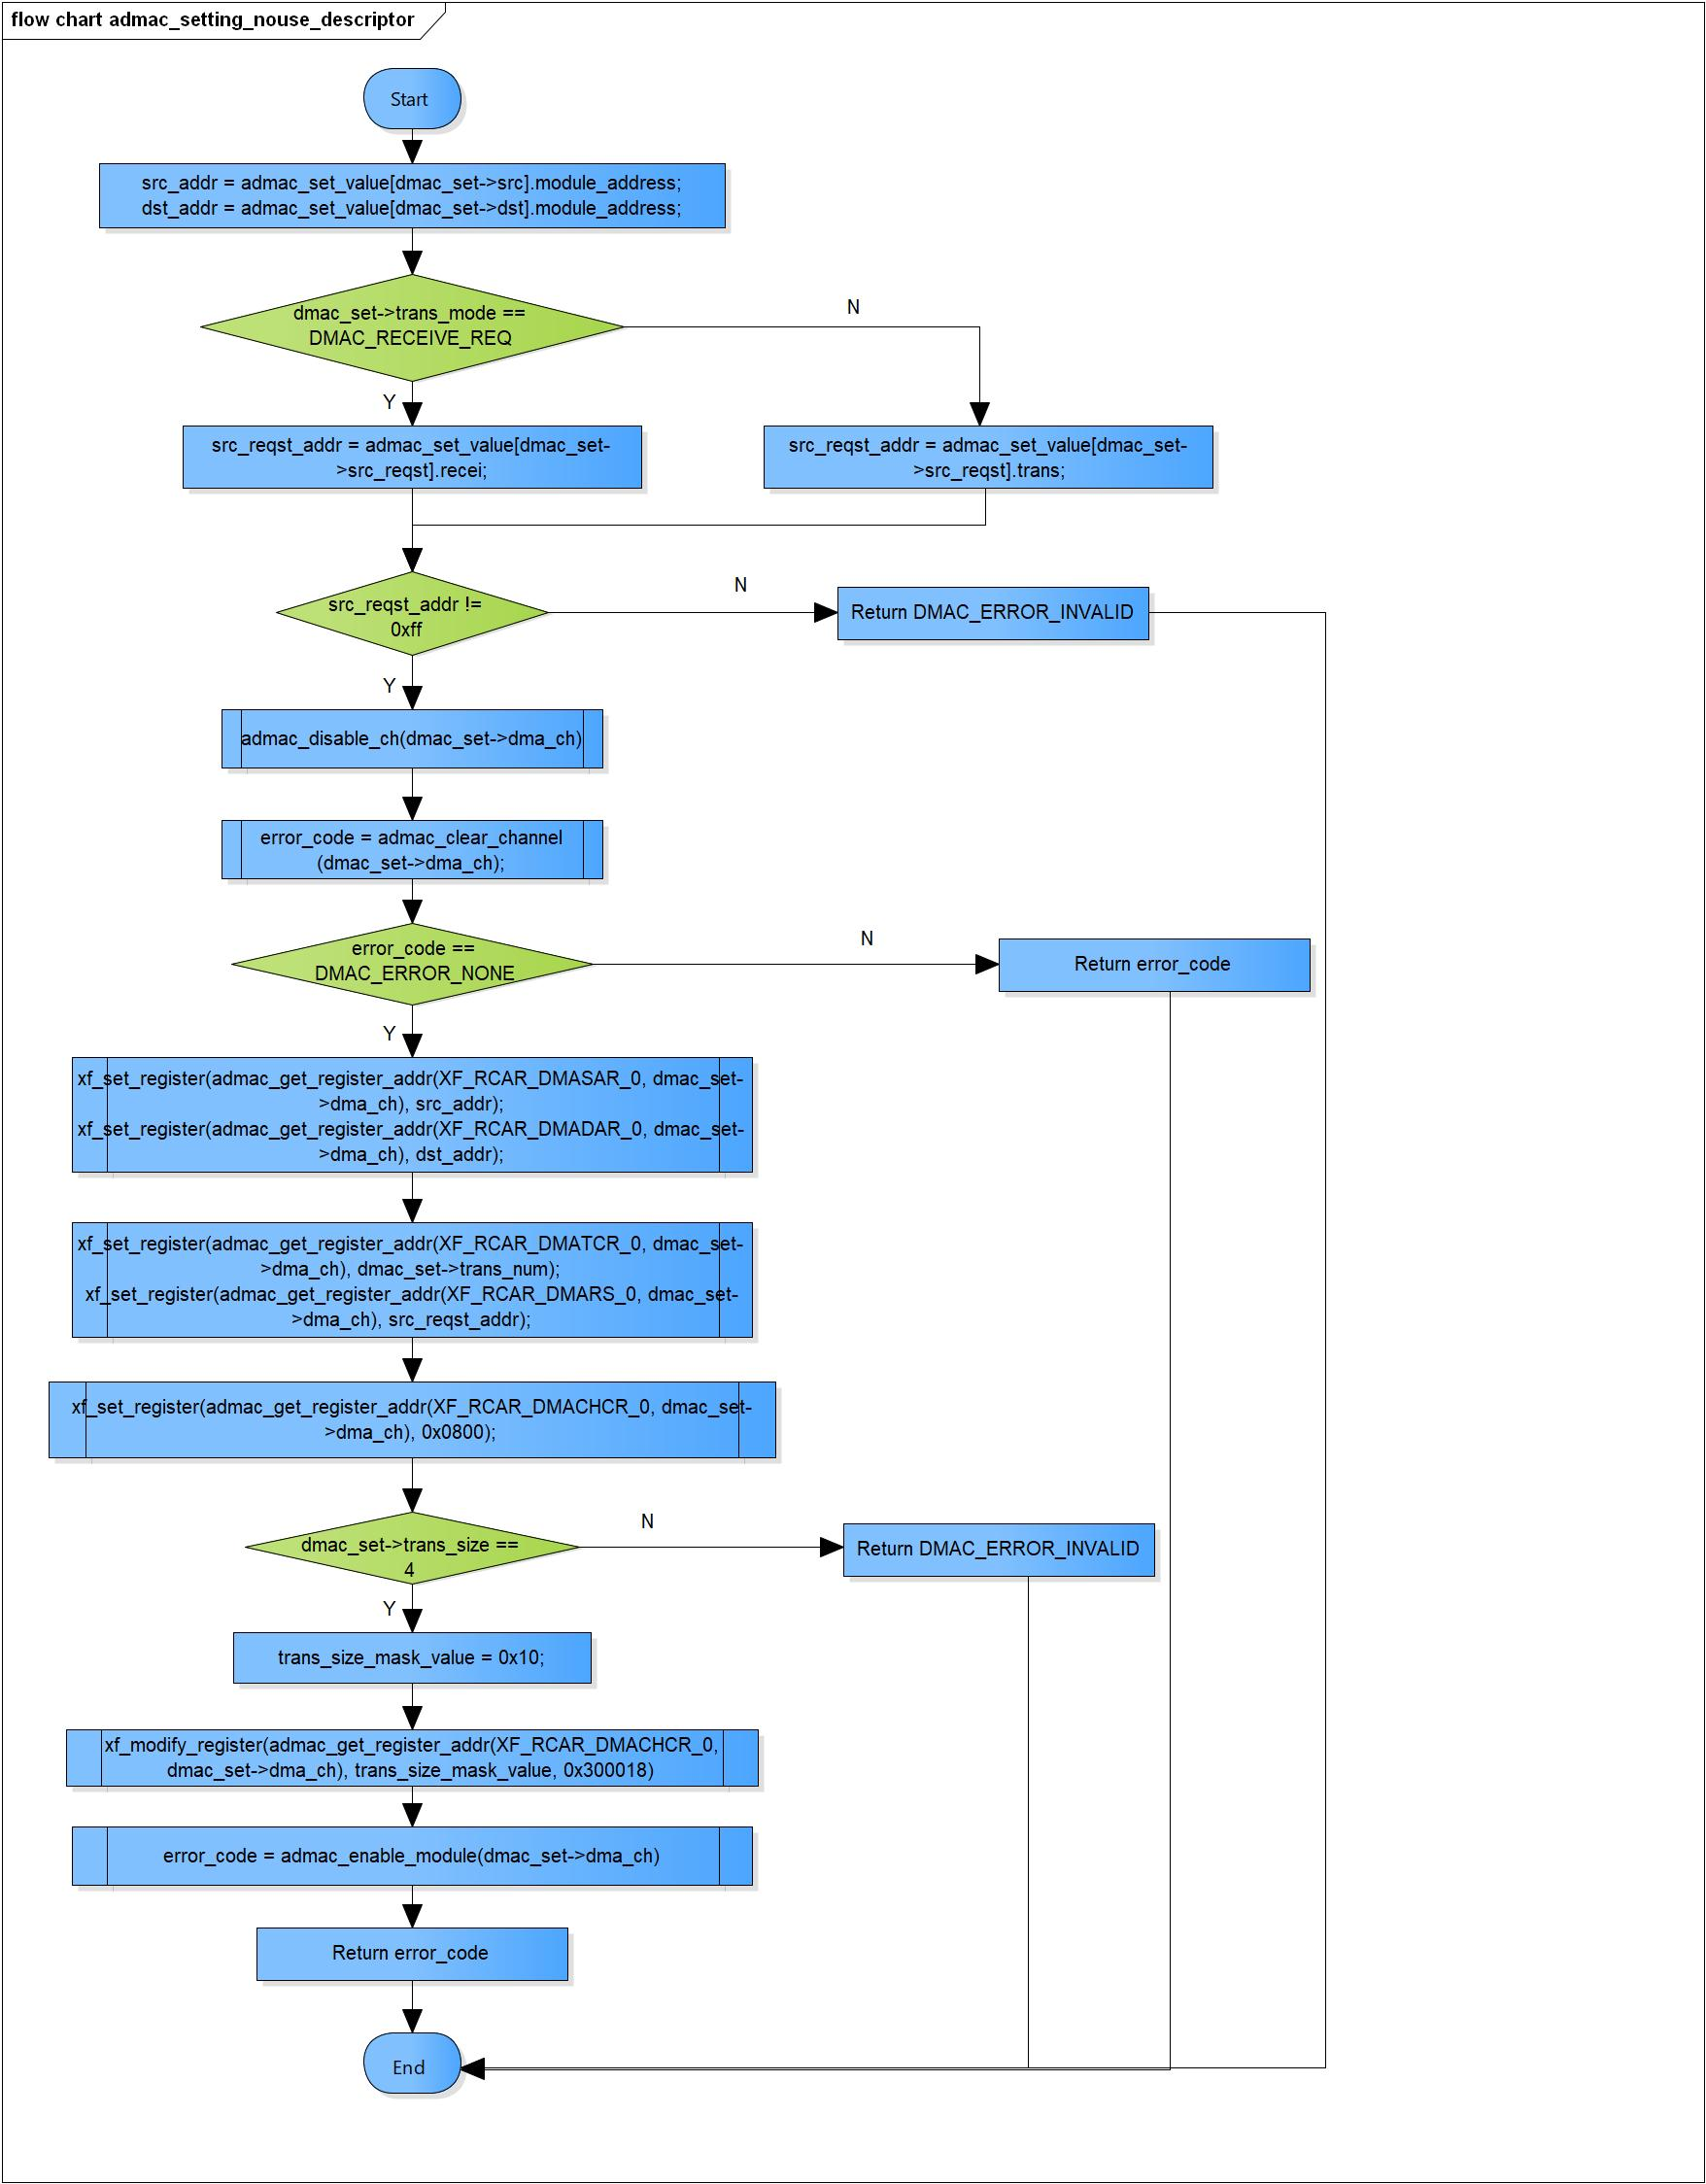 flow chart admac_setting_nouse_descriptor
Start
src_addr = admac_set_value[dmac_set->src].module_address;
dst_addr = admac_set_value[dmac_set->dst].module_address;
dmac_set->trans_mode ==
DMAC_RECEIVE_REQ
N
Y
src_reqst_addr = admac_set_value[dmac_set-
>src_reqst].recei;
src_reqst_addr = admac_set_value[dmac_set-
>src_reqst].trans;
src_reqst_addr !=
0xff
N
Return DMAC_ERROR_INVALID
Y
admac_disable_ch(dmac_set->dma_ch)
error_code = admac_clear_channel
(dmac_set->dma_ch);
error_code ==
DMAC_ERROR_NONE
N
Return error_code
Y
xf_set_register(admac_get_register_addr(XF_RCAR_DMASAR_0, dmac_set-
>dma_ch), src_addr);
xf_set_register(admac_get_register_addr(XF_RCAR_DMADAR_0, dmac_set-
>dma_ch), dst_addr);
xf_set_register(admac_get_register_addr(XF_RCAR_DMATCR_0, dmac_set-
>dma_ch), dmac_set->trans_num);
xf_set_register(admac_get_register_addr(XF_RCAR_DMARS_0, dmac_set-
>dma_ch), src_reqst_addr);
xf_set_register(admac_get_register_addr(XF_RCAR_DMACHCR_0, dmac_set-
>dma_ch), 0x0800);
dmac_set->trans_size ==
4
N
Return DMAC_ERROR_INVALID
Y
trans_size_mask_value = 0x10;
xf_modify_register(admac_get_register_addr(XF_RCAR_DMACHCR_0,
dmac_set->dma_ch), trans_size_mask_value, 0x300018)
error_code = admac_enable_module(dmac_set->dma_ch)
Return error_code
End